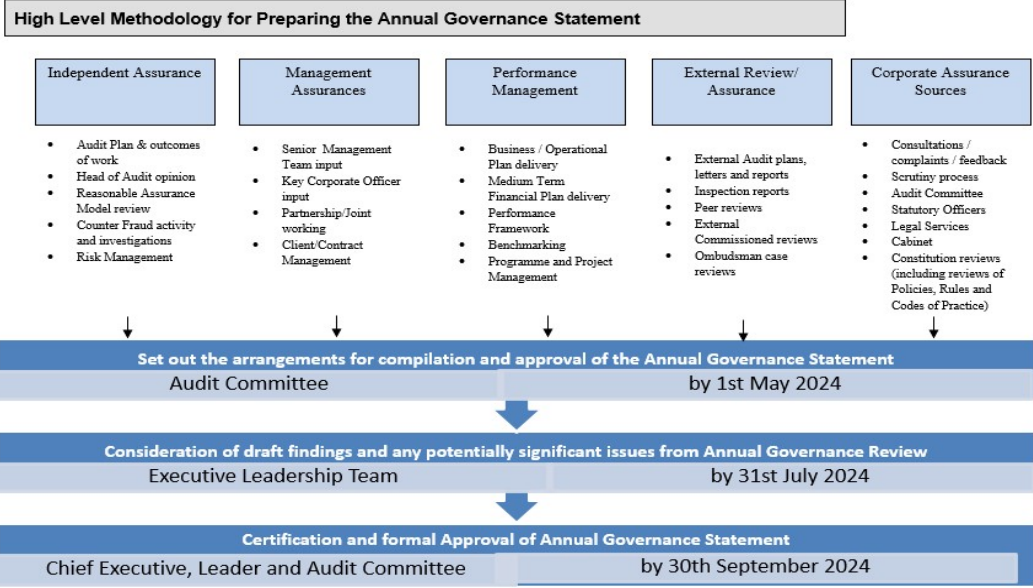 High Level Methodology for Preparing the Annual Governance Statement
Independent Assurance
• Audit Plan & outcomes
of work
• Head of Audit opinion
• Reasonable Assurance
Model review
• Counter Fraud activity
and investigations
• Risk Management
Management
Assurances
• Senior Management
Team input
• Key Corporate Officer
input
• Partnership/Joint
working
• Client/Contract
Management
Performance
Management
• Business / Operational
Plan delivery
• Medium Term
Financial Plan delivery
• Performance
Framework
• Benchmarking
• Programme and Project
Management
External Review/
Assurance
• External Audit plans,
letters and reports
• Inspection reports
• Peer reviews
• External
Commissioned reviews
• Ombudsman case
reviews
Corporate Assurance
Sources
• Consultations /
complaints / feedback
• Scrutiny process
• Audit Committee
• Statutory Officers
• Legal Services
• Cabinet
• Constitution reviews
(including reviews of
Policies, Rules and
Codes of Practice)
Set out the arrangements for compilation and approval of the Annual Governance Statement
Audit Committee by 1st May 2024
Consideration of draft findings and any potentially significant issues from Annual Governance Review
Executive Leadership Team by 31st July 2024
Certification and formal Approval of Annual Governance Statement
Chief Executive, Leader and Audit Committee by 30th September 2024